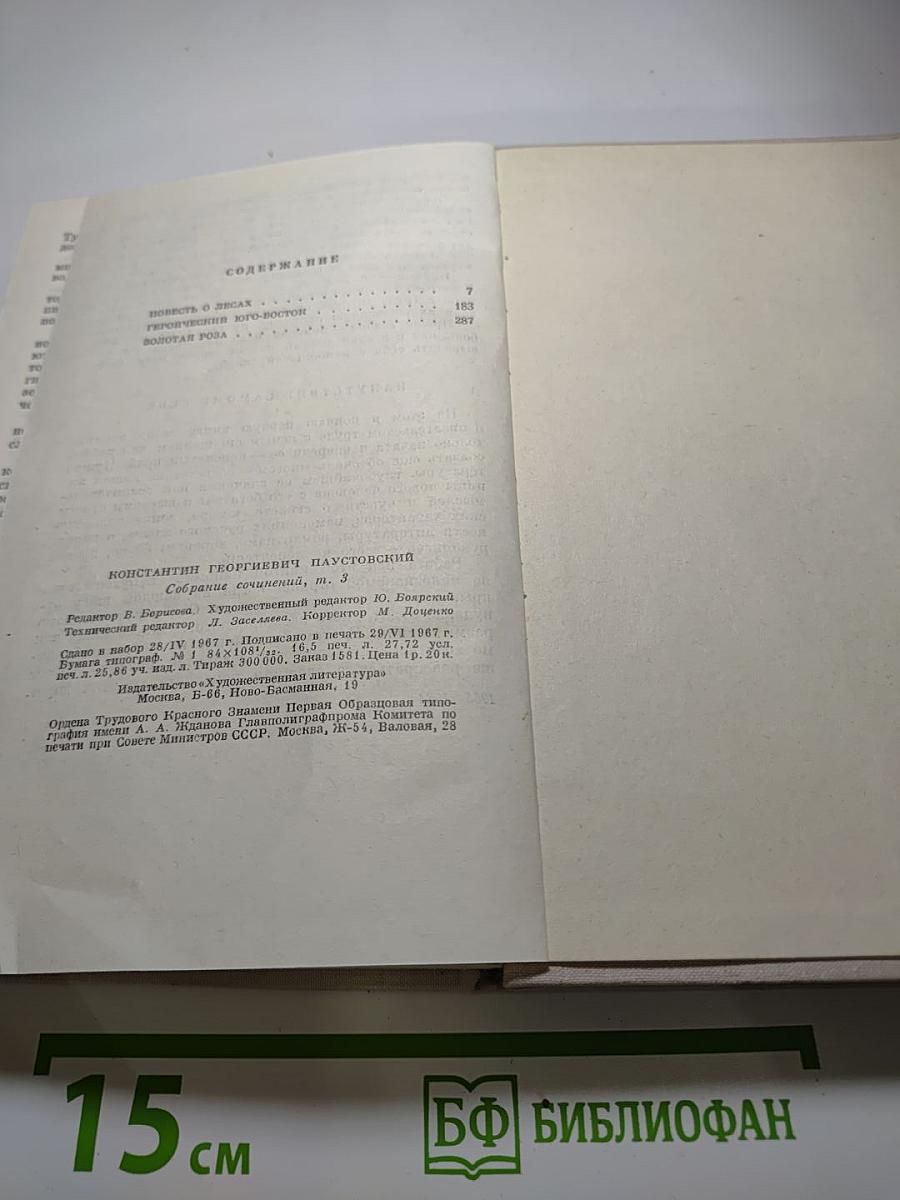 СОДЕРЖАНИЕ
ПОВЕСТЬ О ЛЕСАХ . . . . . . . . . . . . . . . 7
ГЕРОИЧЕСКИЙ ЮГО-ВОСТОК . . . . . . . . . . 183
ЗОЛОТАЯ РОЗА . . . . . . . . . . . . . . . . 287
КОНСТАНТИН ГЕОРГИЕВИЧ ПАУСТОВСКИЙ
Собрание сочинений, т. 3
Редактор В. Борисова. Художественный редактор Ю. Боярский
Технический редактор Л. Заселяева. Корректор М. Доценко
Сдано в набор 28/IV 1967 г. Подписано в печать 29/VI 1967 г.
Бумага типограф. № 1 84×108¹/₃₂. 16,5 печ. л. 27,72 усл.
печ. л. 25,86 уч. изд. л. Тираж 300 000. Заказ 1581. Цена 1р. 20 к.
Издательство «Художественная литература»
Москва, Б-66, Ново-Басманная, 19
Ордена Трудового Красного Знамени Первая Образцовая типо-
графия имени А. А. Жданова Главполиграфпрома Комитета по
печати при Совете Министров СССР. Москва, Ж-54, Валовая, 28
15 см
БФ БИБЛИОФАН